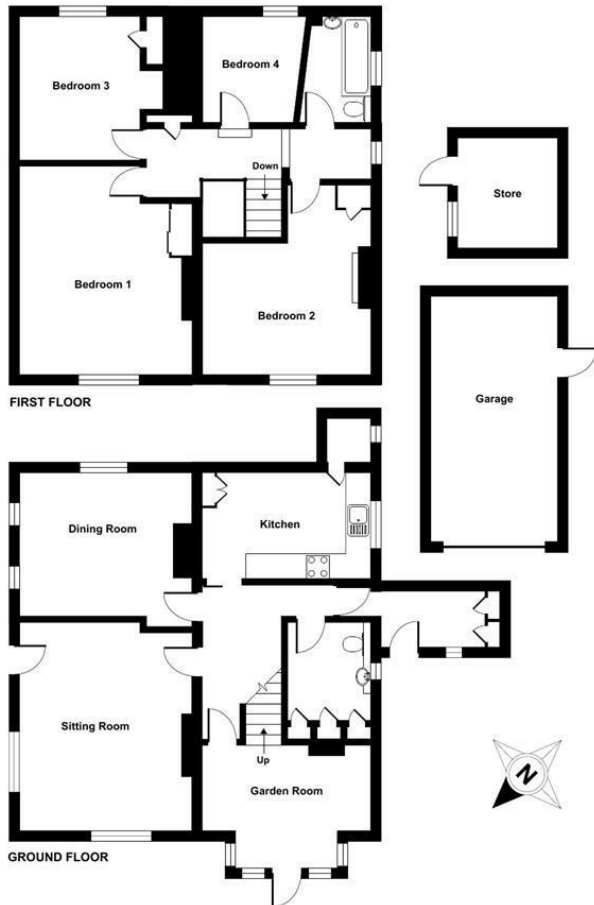 Bedroom 3
Bedroom 4
Down
Store
Bedroom 1
Bedroom 2
FIRST FLOOR
Garage
Dining Room
Kitchen
Sitting Room
Up
Garden Room
N
GROUND FLOOR